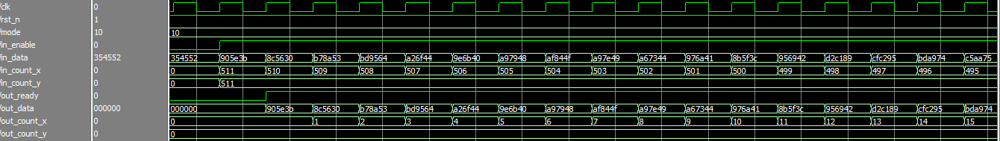 /clk 0
/rst_n 1
/mode 10 10
/in_enable 0
/in_data 354552 354552 905e3b 8c5630 b78a53 bd9564 a26f44 9e6b40 a97948 af844f a97e49 a67344 976a41 8b5f3c 956942 d2c189 cfc295 bda974 c5aa75
/in_count_x 0 0 511 510 509 508 507 506 505 504 503 502 501 500 499 498 497 496 495
/in_count_y 0 0 511
/out_ready 0
/out_data 000000 000000 905e3b 8c5630 b78a53 bd9564 a26f44 9e6b40 a97948 af844f a97e49 a67344 976a41 8b5f3c 956942 d2c189 cfc295 bda974
/out_count_x 0 0 1 2 3 4 5 6 7 8 9 10 11 12 13 14 15
/out_count_y 0 0